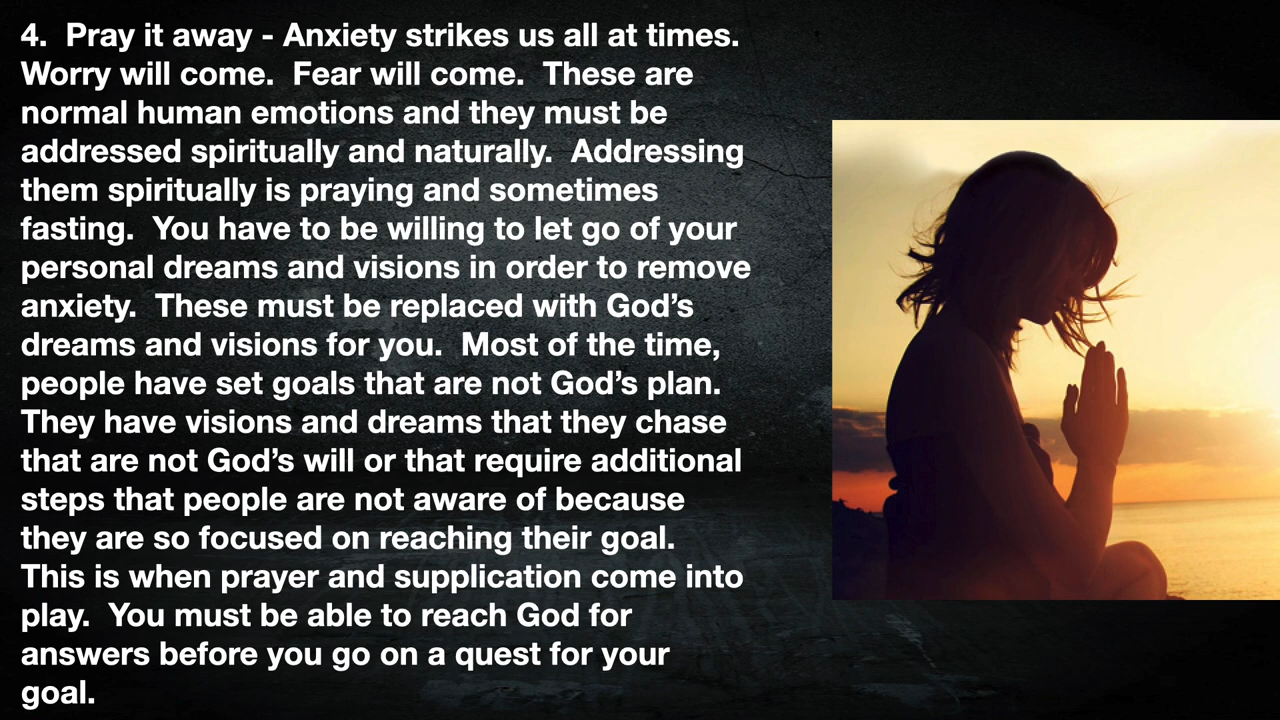 4.  Pray it away - Anxiety strikes us all at times.
Worry will come.  Fear will come.  These are
normal human emotions and they must be
addressed spiritually and naturally.  Addressing
them spiritually is praying and sometimes
fasting.  You have to be willing to let go of your
personal dreams and visions in order to remove
anxiety.  These must be replaced with God’s
dreams and visions for you.  Most of the time,
people have set goals that are not God’s plan.
They have visions and dreams that they chase
that are not God’s will or that require additional
steps that people are not aware of because
they are so focused on reaching their goal.
This is when prayer and supplication come into
play.  You must be able to reach God for
answers before you go on a quest for your
goal.